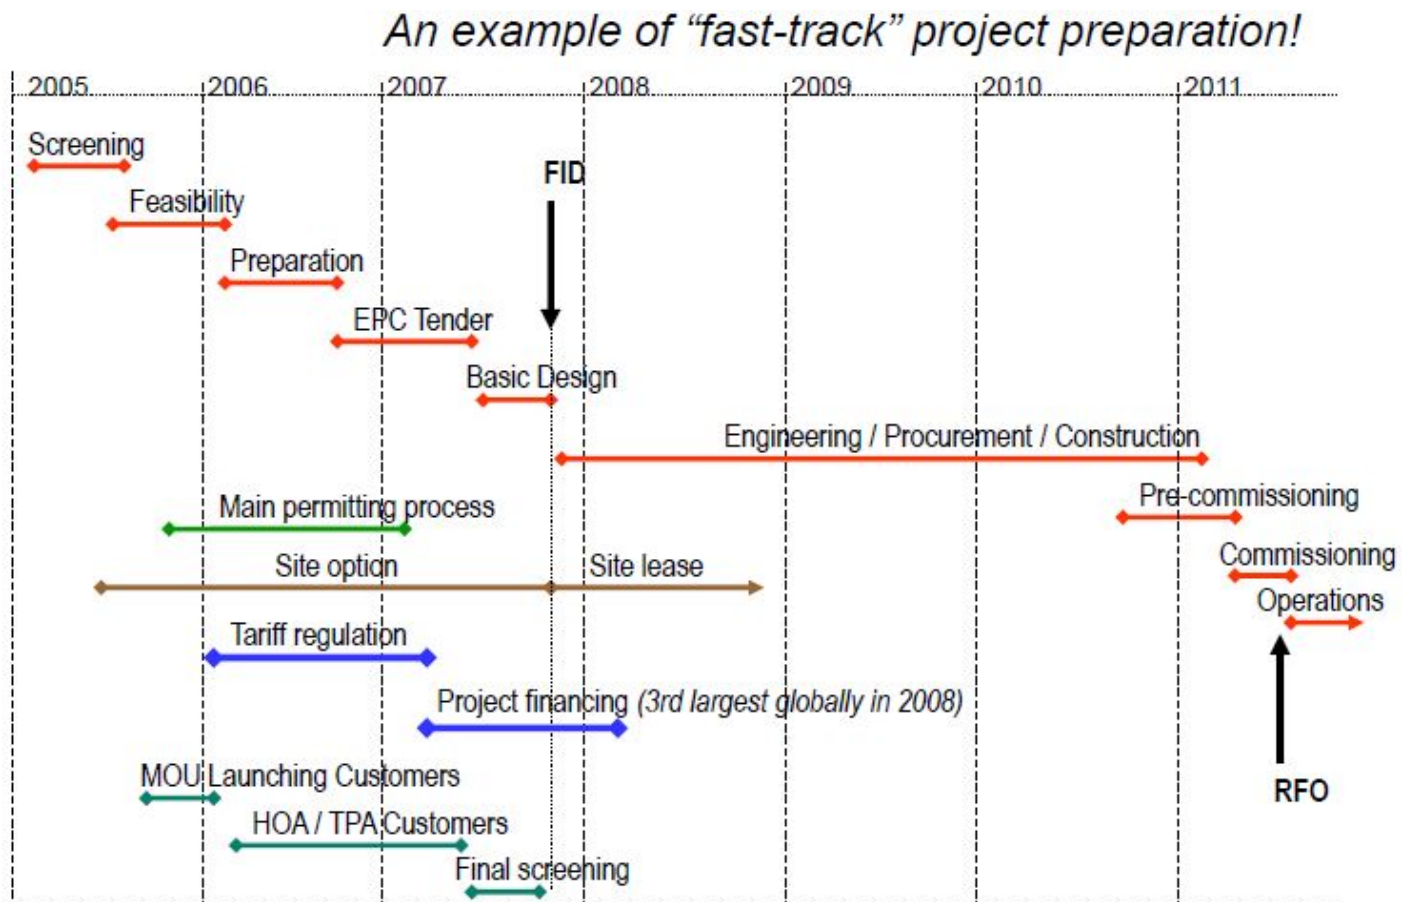 An example of “fast-track” project preparation!
2005 2006 2007 2008 2009 2010 2011
Screening
FID
Feasibility
Preparation
EPC Tender
Basic Design
Engineering / Procurement / Construction
Pre-commissioning
Main permitting process
Commissioning
Site option Site lease
Operations
Tariff regulation
Project financing (3rd largest globally in 2008)
MOU Launching Customers
RFO
HOA / TPA Customers
Final screening